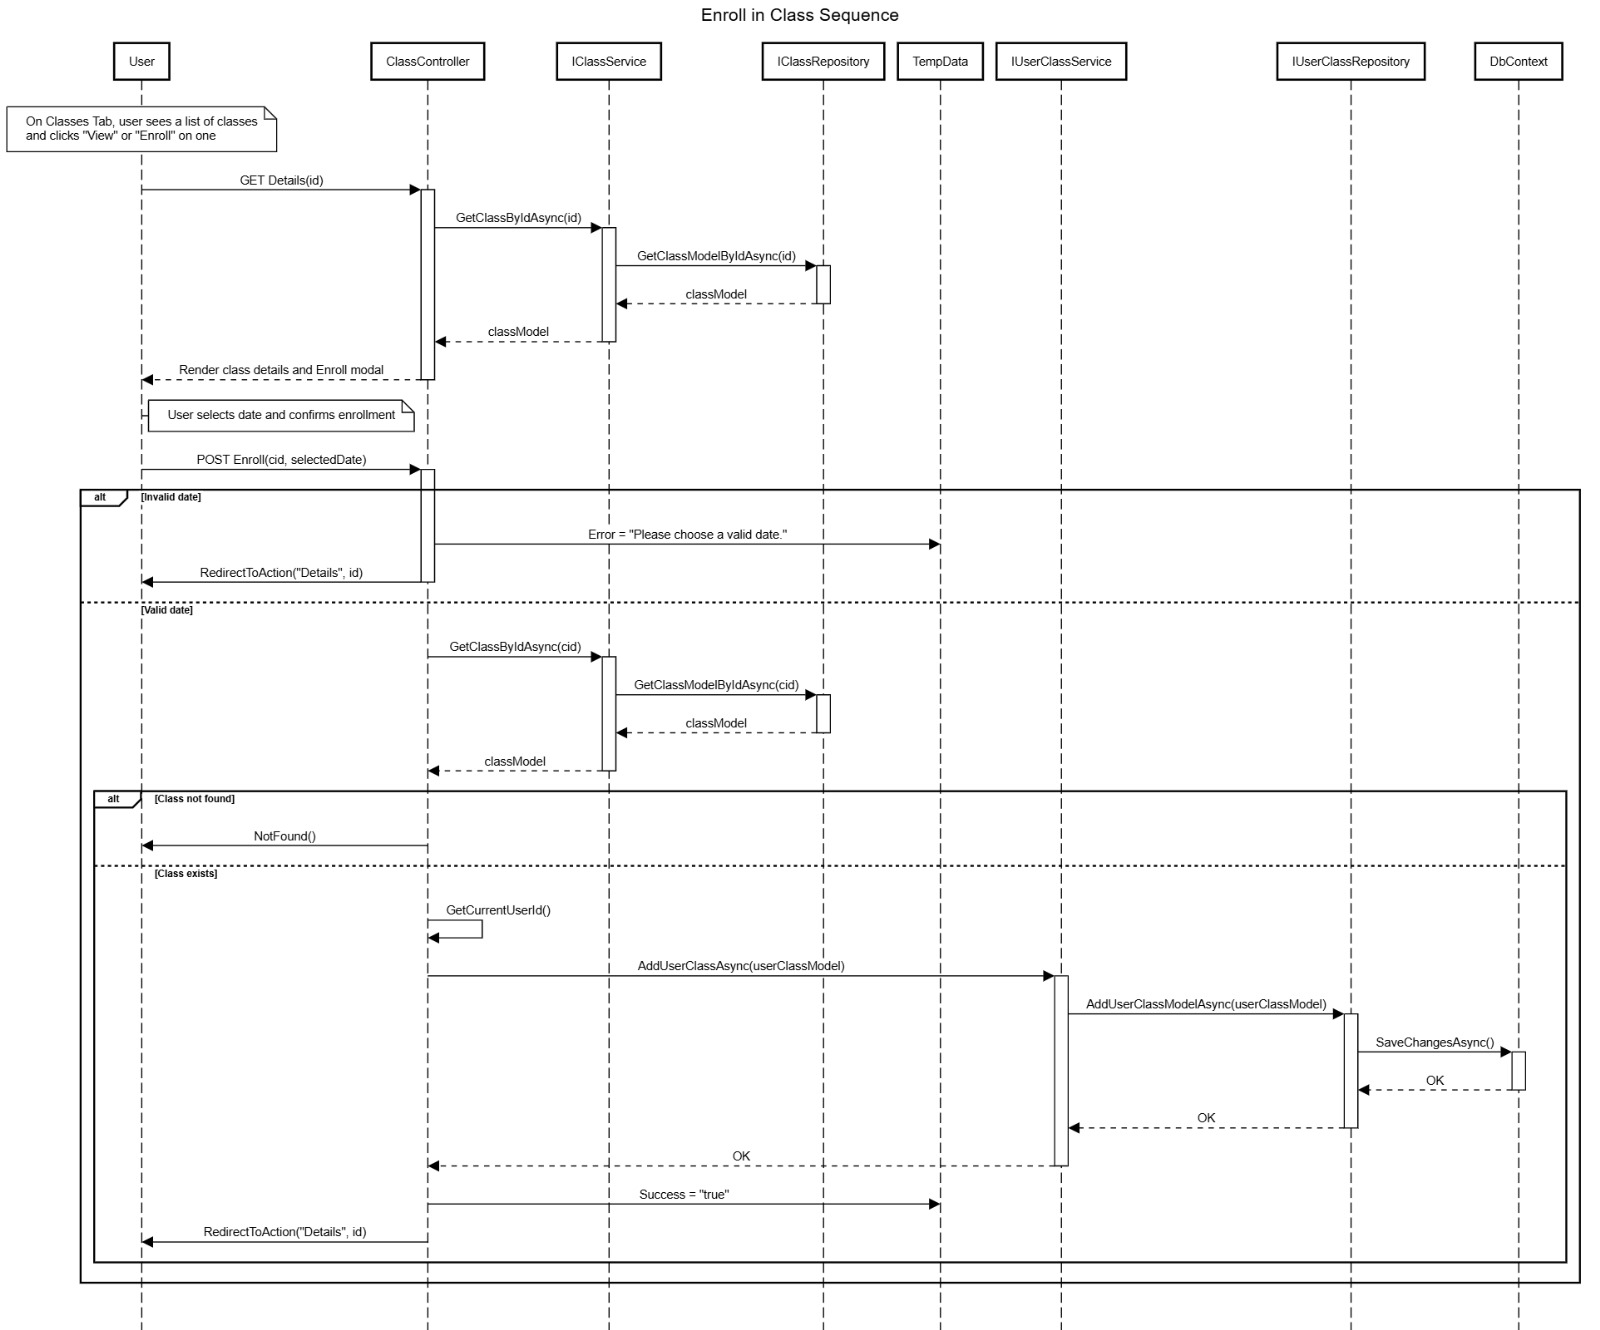 Enroll in Class Sequence
User
ClassController
IClassService
IClassRepository
TempData
IUserClassService
IUserClassRepository
DbContext
On Classes Tab, user sees a list of classes
and clicks "View" or "Enroll" on one
GET Details(id)
GetClassByIdAsync(id)
GetClassModelByIdAsync(id)
classModel
classModel
Render class details and Enroll modal
User selects date and confirms enrollment
POST Enroll(cid, selectedDate)
alt
[Invalid date]
Error = "Please choose a valid date."
RedirectToAction("Details", id)
[Valid date]
GetClassByIdAsync(cid)
GetClassModelByIdAsync(cid)
classModel
classModel
alt
[Class not found]
NotFound()
[Class exists]
GetCurrentUserId()
AddUserClassAsync(userClassModel)
AddUserClassModelAsync(userClassModel)
SaveChangesAsync()
OK
OK
OK
Success = "true"
RedirectToAction("Details", id)